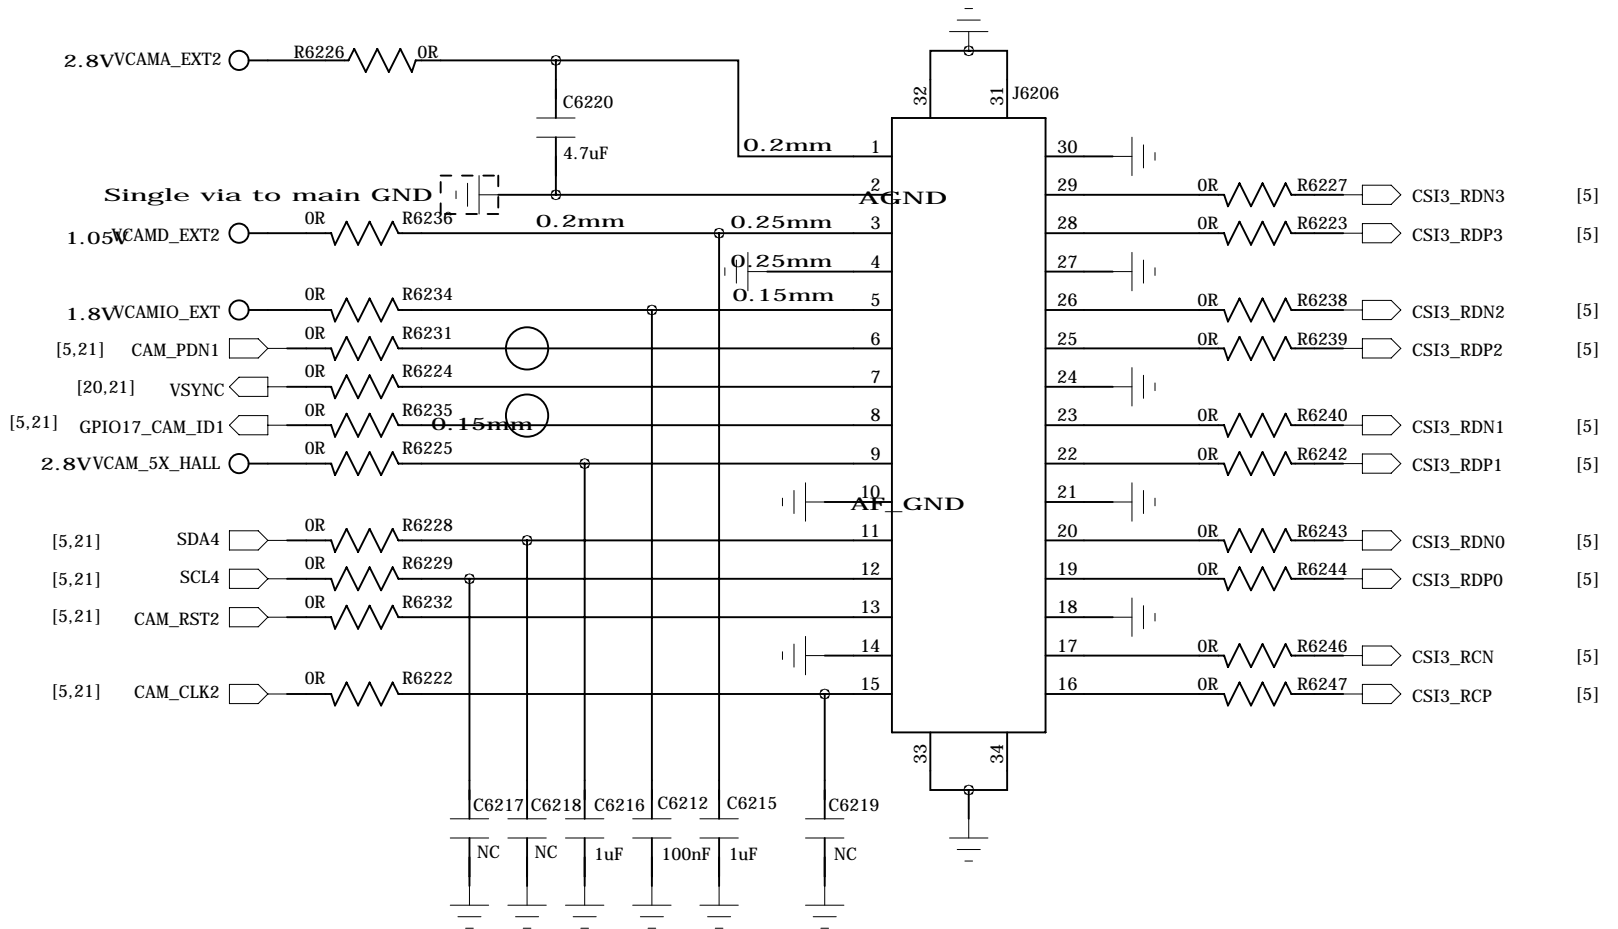 32
31
J6206
2.8V VCAMA_EXT2 R6226 0R
C6220
4.7uF
0.2mm 1
30
Single via to main GND
2
AGND
29 0R R6227 CSI3_RDN3 [5]
1.05V VCAMD_EXT2 0R R6236 0.2mm 0.25mm 3
28 0R R6223 CSI3_RDP3 [5]
0.25mm 4
27
1.8V VCAMIO_EXT 0R R6234 0.15mm 5
26 0R R6238 CSI3_RDN2 [5]
[5,21] CAM_PDN1 0R R6231 6
25 0R R6239 CSI3_RDP2 [5]
[20,21] VSYNC 0R R6224 7
24
[5,21] GPIO17_CAM_ID1 0R R6235 0.15mm 8
23 0R R6240 CSI3_RDN1 [5]
2.8V VCAM_5X_HALL 0R R6225 9
22 0R R6242 CSI3_RDP1 [5]
10
AF_GND
21
[5,21] SDA4 0R R6228 11
20 0R R6243 CSI3_RDN0 [5]
[5,21] SCL4 0R R6229 12
19 0R R6244 CSI3_RDP0 [5]
[5,21] CAM_RST2 0R R6232 13
18
14
17 0R R6246 CSI3_RCN [5]
[5,21] CAM_CLK2 0R R6222 15
16 0R R6247 CSI3_RCP [5]
33
34
C6217 C6218 C6216 C6212 C6215 C6219
NC NC 1uF 100nF 1uF NC